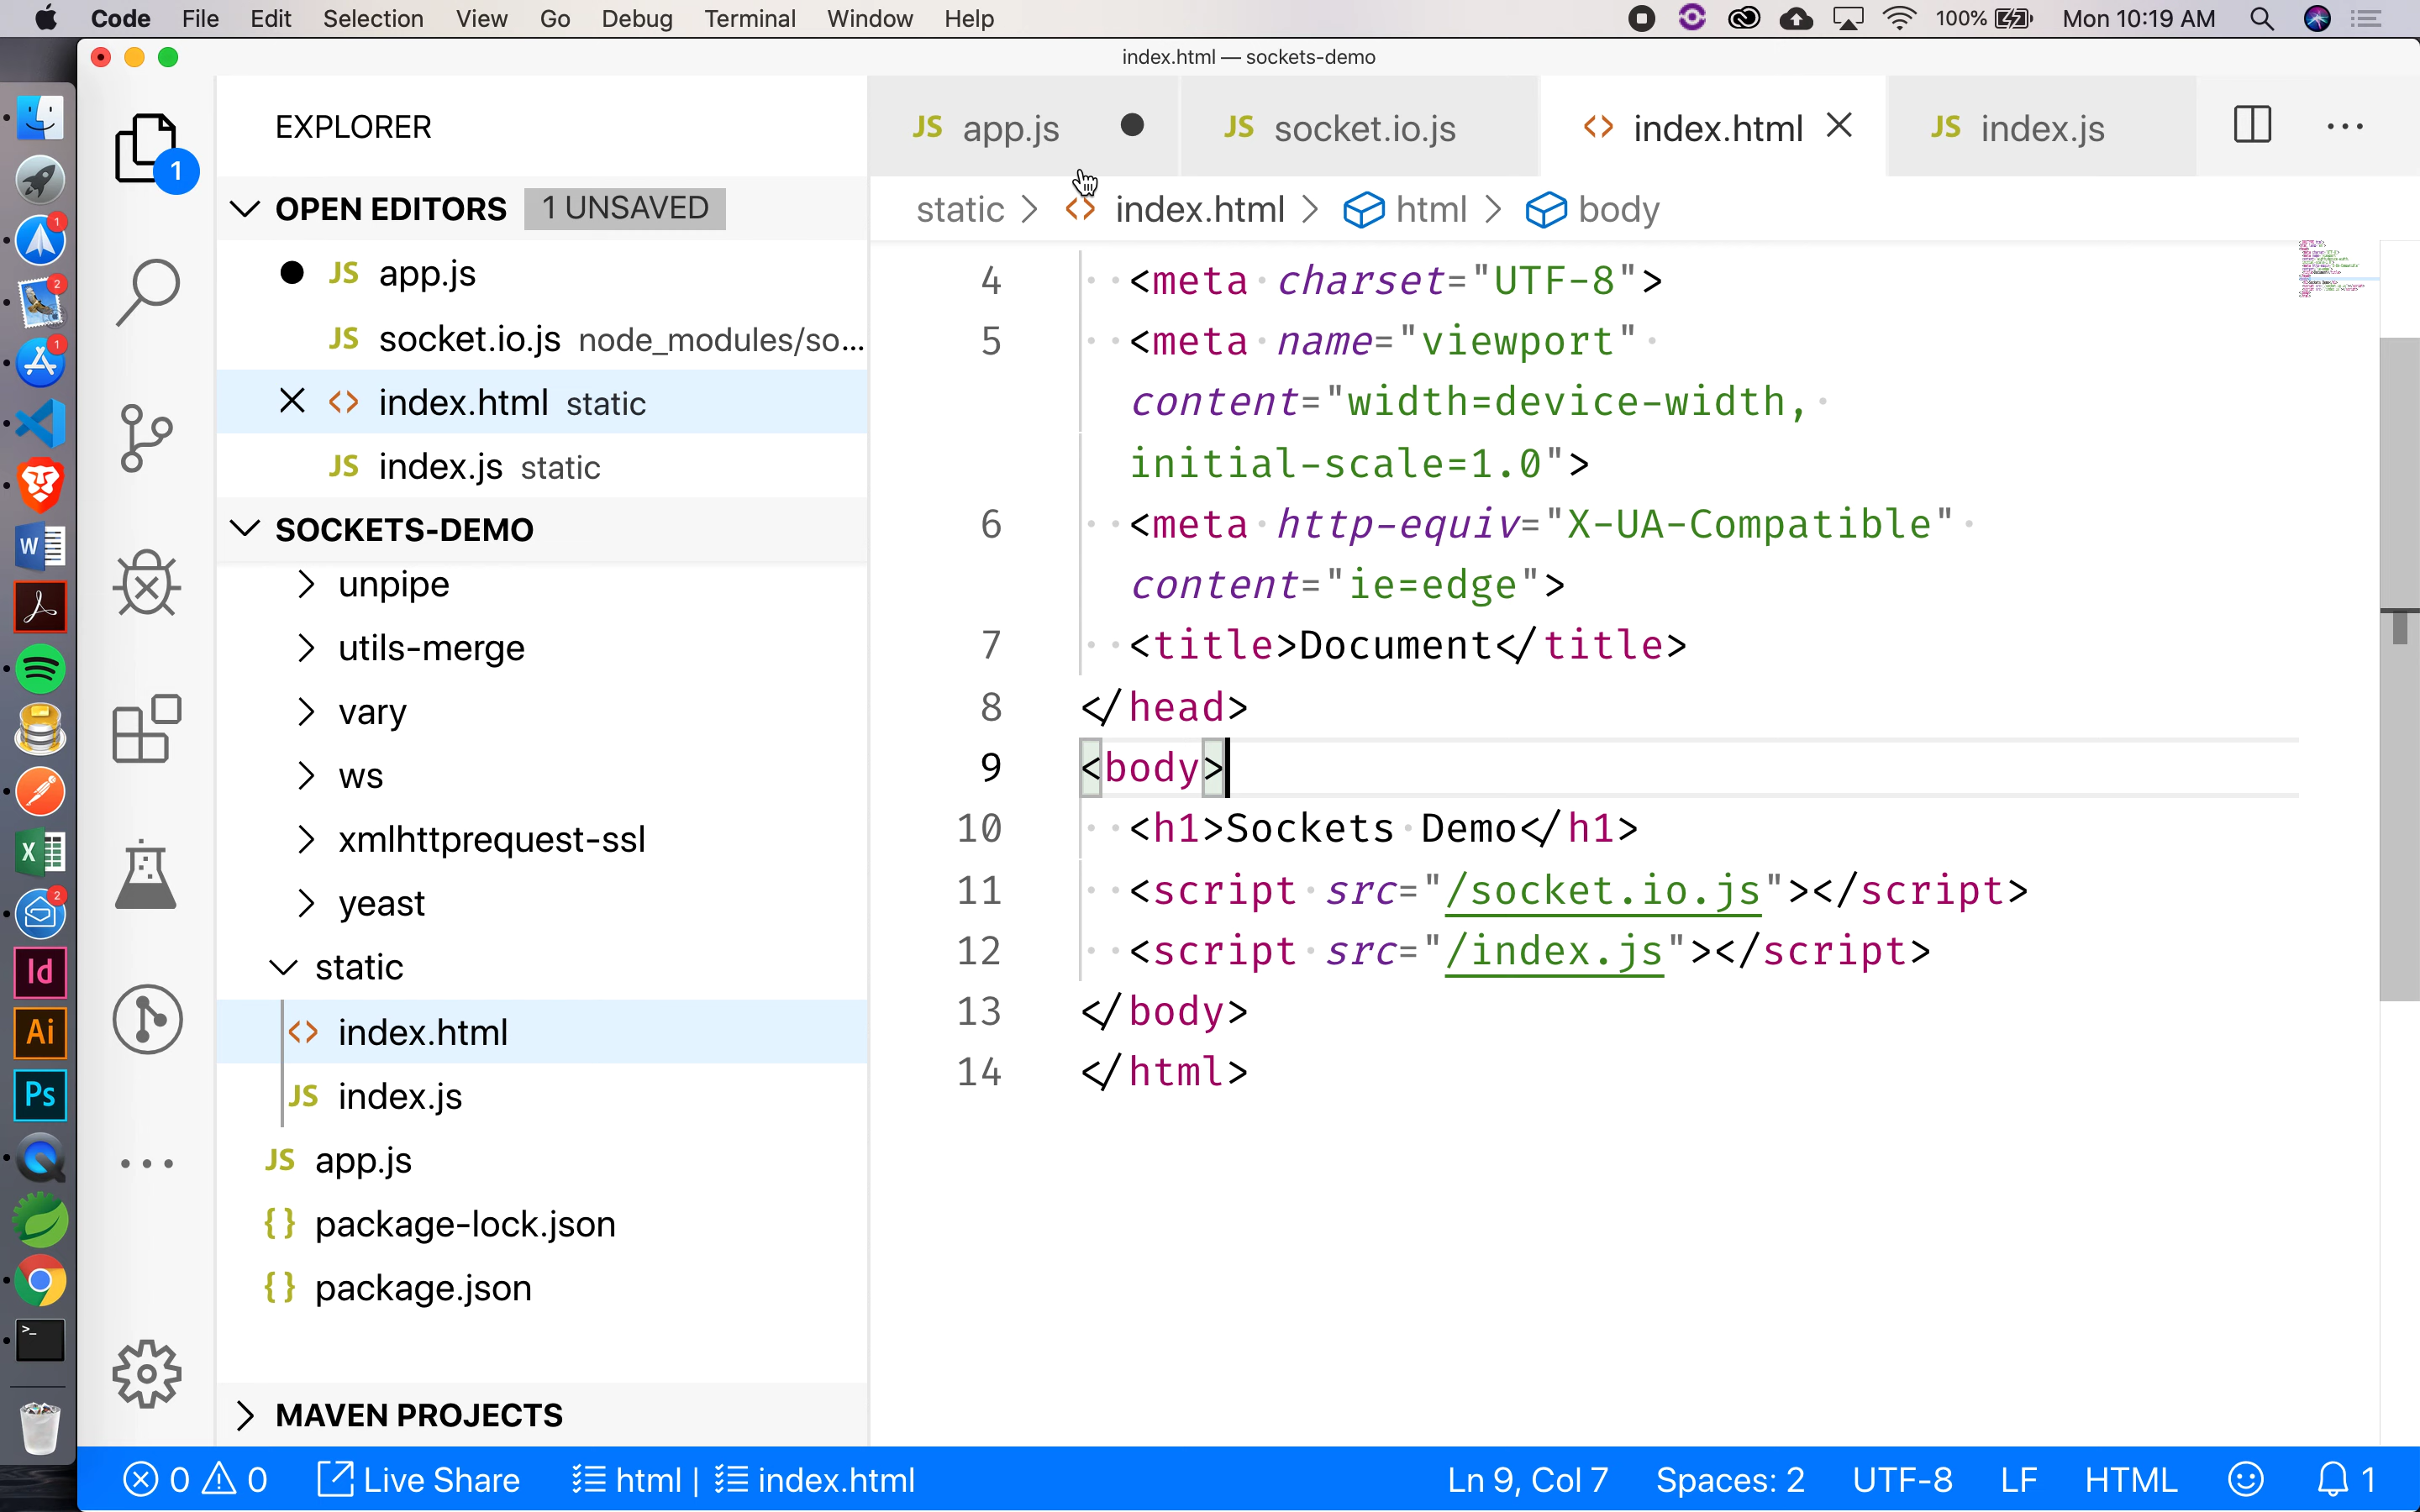 Code File Edit Selection View Go Debug Terminal Window Help 100% Mon 10:19 AM
index.html — sockets-demo
EXPLORER
1
OPEN EDITORS 1 UNSAVED
JS app.js
JS socket.io.js node_modules/so...
<> index.html static
JS index.js static
SOCKETS-DEMO
unpipe
utils-merge
vary
ws
xmlhttprequest-ssl
yeast
static
<> index.html
JS index.js
JS app.js
{} package-lock.json
{} package.json
MAVEN PROJECTS
JS app.js JS socket.io.js <> index.html JS index.js
static > <> index.html > html > body
4 <meta charset="UTF-8">
5 <meta name="viewport"
content="width=device-width,
initial-scale=1.0">
6 <meta http-equiv="X-UA-Compatible"
content="ie=edge">
7 <title>Document</title>
8 </head>
9 <body>
10 <h1>Sockets Demo</h1>
11 <script src="/socket.io.js"></script>
12 <script src="/index.js"></script>
13 </body>
14 </html>
0 0 Live Share html | index.html Ln 9, Col 7 Spaces: 2 UTF-8 LF HTML 1
1
2
1
W
X
2
Id
Ai
Ps
>_